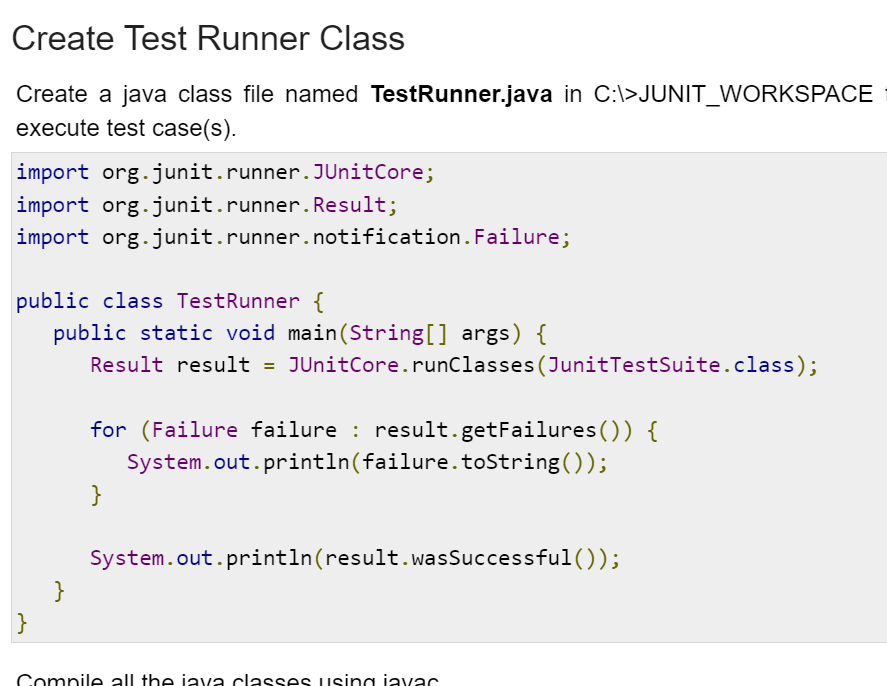 Create Test Runner Class
Create a java class file named TestRunner.java in C:\>JUNIT_WORKSPACE
execute test case(s).
import org.junit.runner.JUnitCore;
import org.junit.runner.Result;
import org.junit.runner.notification.Failure;
public class TestRunner {
   public static void main(String[] args) {
      Result result = JUnitCore.runClasses(JunitTestSuite.class);
      for (Failure failure : result.getFailures()) {
         System.out.println(failure.toString());
      }
      System.out.println(result.wasSuccessful());
   }
}
Compile all the java classes using javac